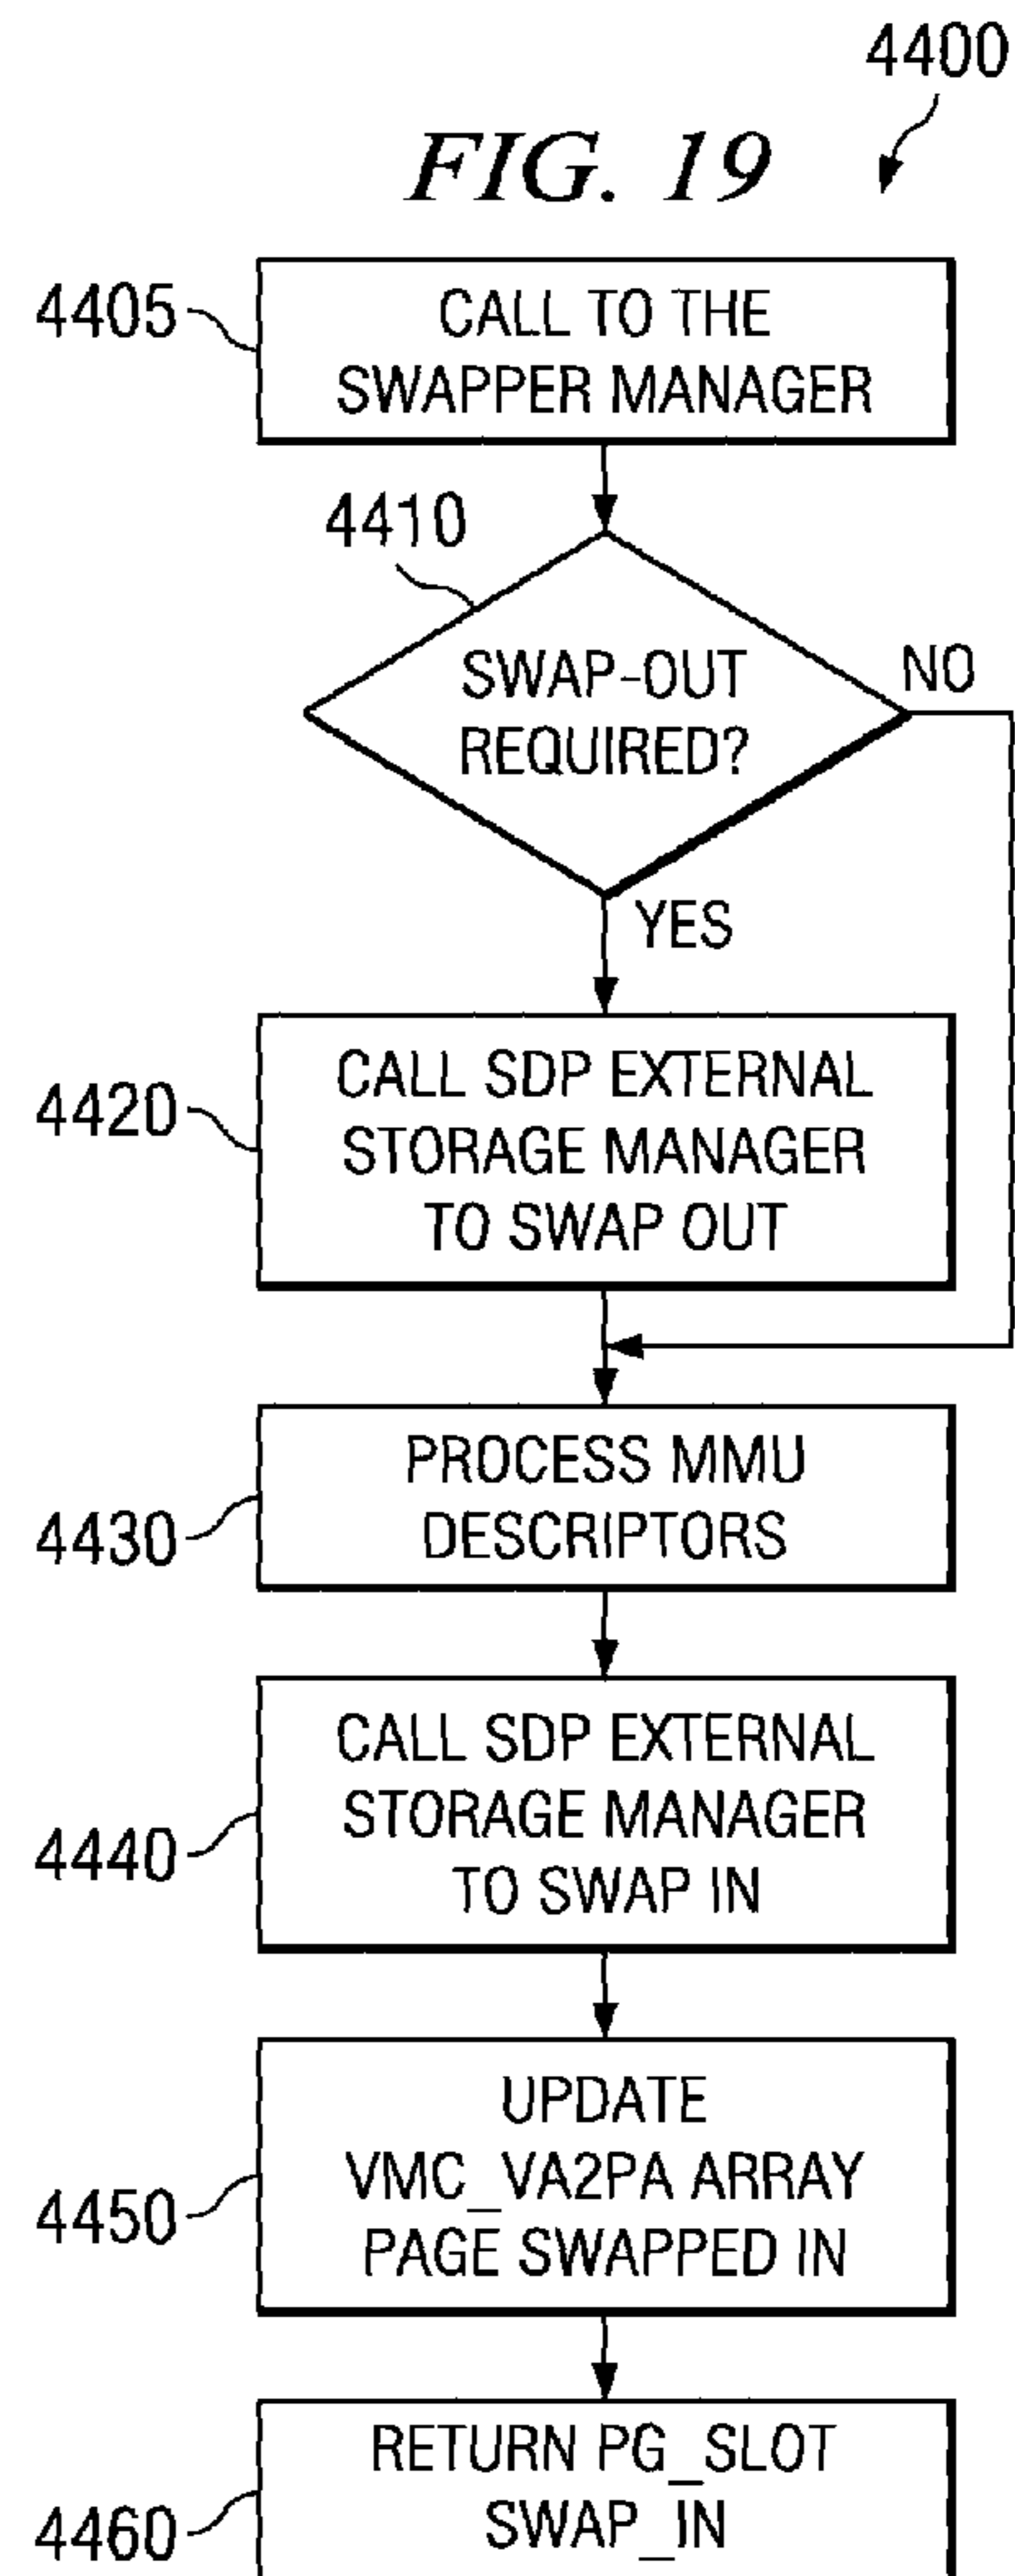 4400
FIG. 19
4405
CALL TO THE
SWAPPER MANAGER
4410
SWAP-OUT
REQUIRED?
NO
YES
4420
CALL SDP EXTERNAL
STORAGE MANAGER
TO SWAP OUT
4430
PROCESS MMU
DESCRIPTORS
4440
CALL SDP EXTERNAL
STORAGE MANAGER
TO SWAP IN
4450
UPDATE
VMC_VA2PA ARRAY
PAGE SWAPPED IN
4460
RETURN PG_SLOT
SWAP_IN